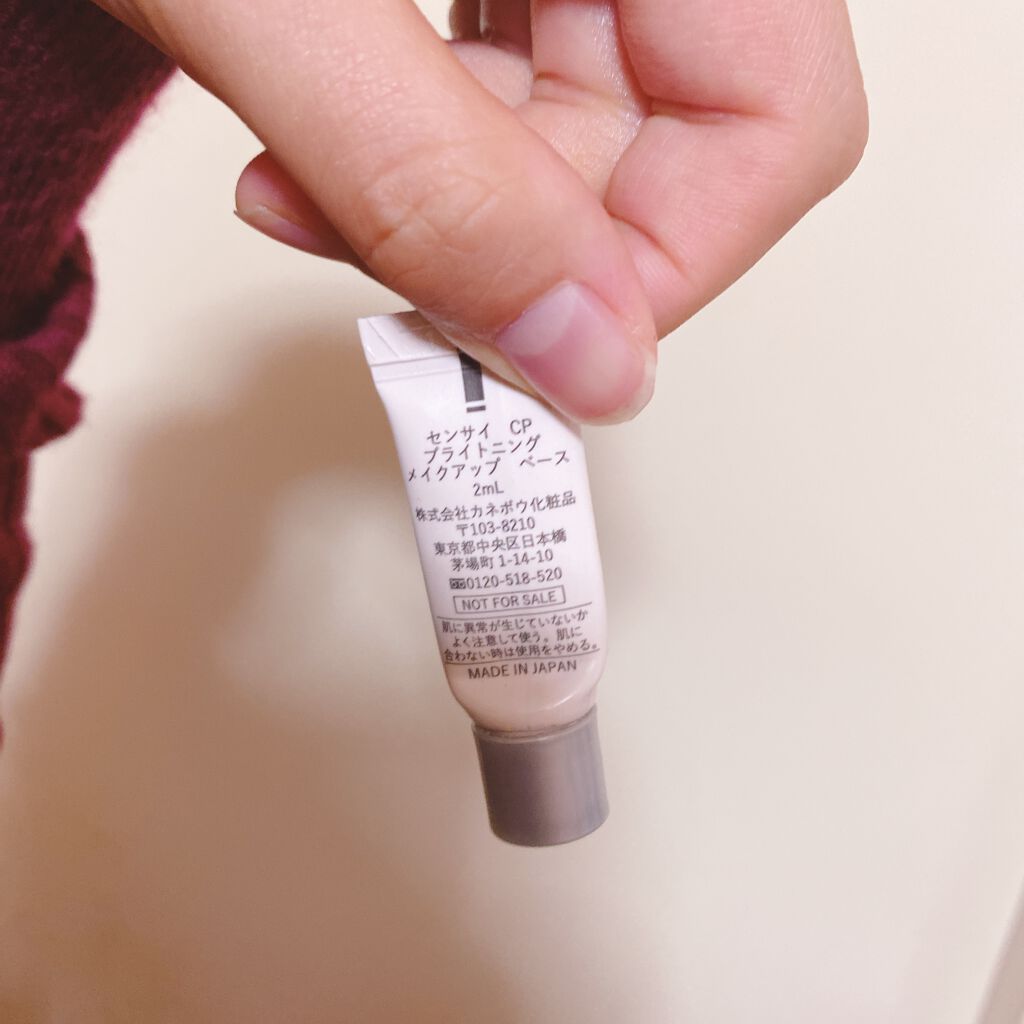 センサイ CP
ブライトニング
メイクアップ ベース
2mL
株式会社カネボウ化粧品
〒103-8210
東京都中央区日本橋
茅場町 1-14-10
0120-518-520
NOT FOR SALE
肌に異常が生じていないか
よく注意して使う。肌に
合わない時は使用をやめる。
MADE IN JAPAN